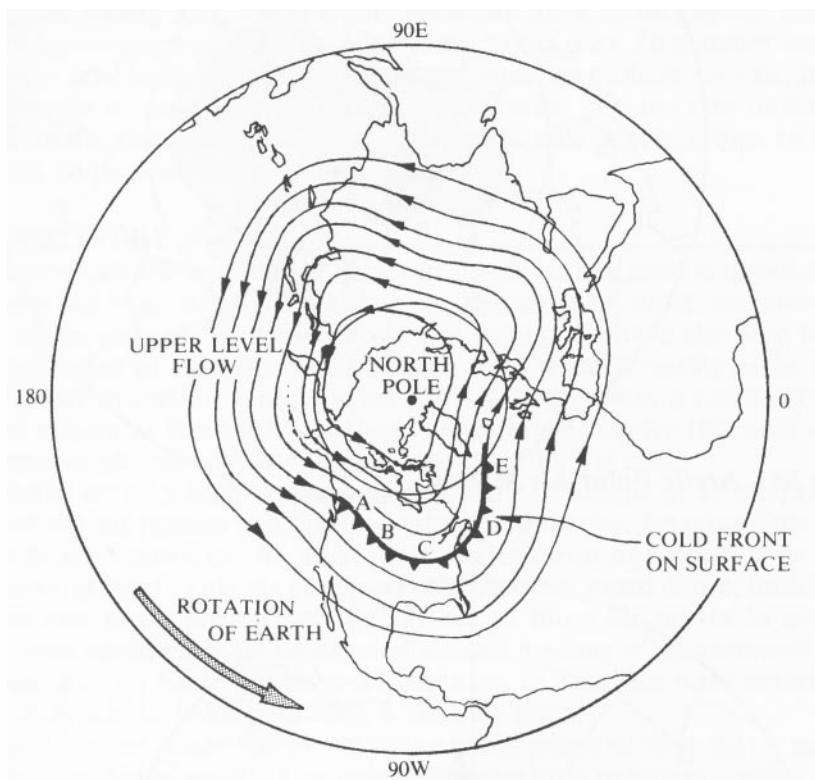 90E
UPPER LEVEL
FLOW
NORTH
POLE
180
0
A
B
C
D
E
COLD FRONT
ON SURFACE
ROTATION
OF EARTH
90W